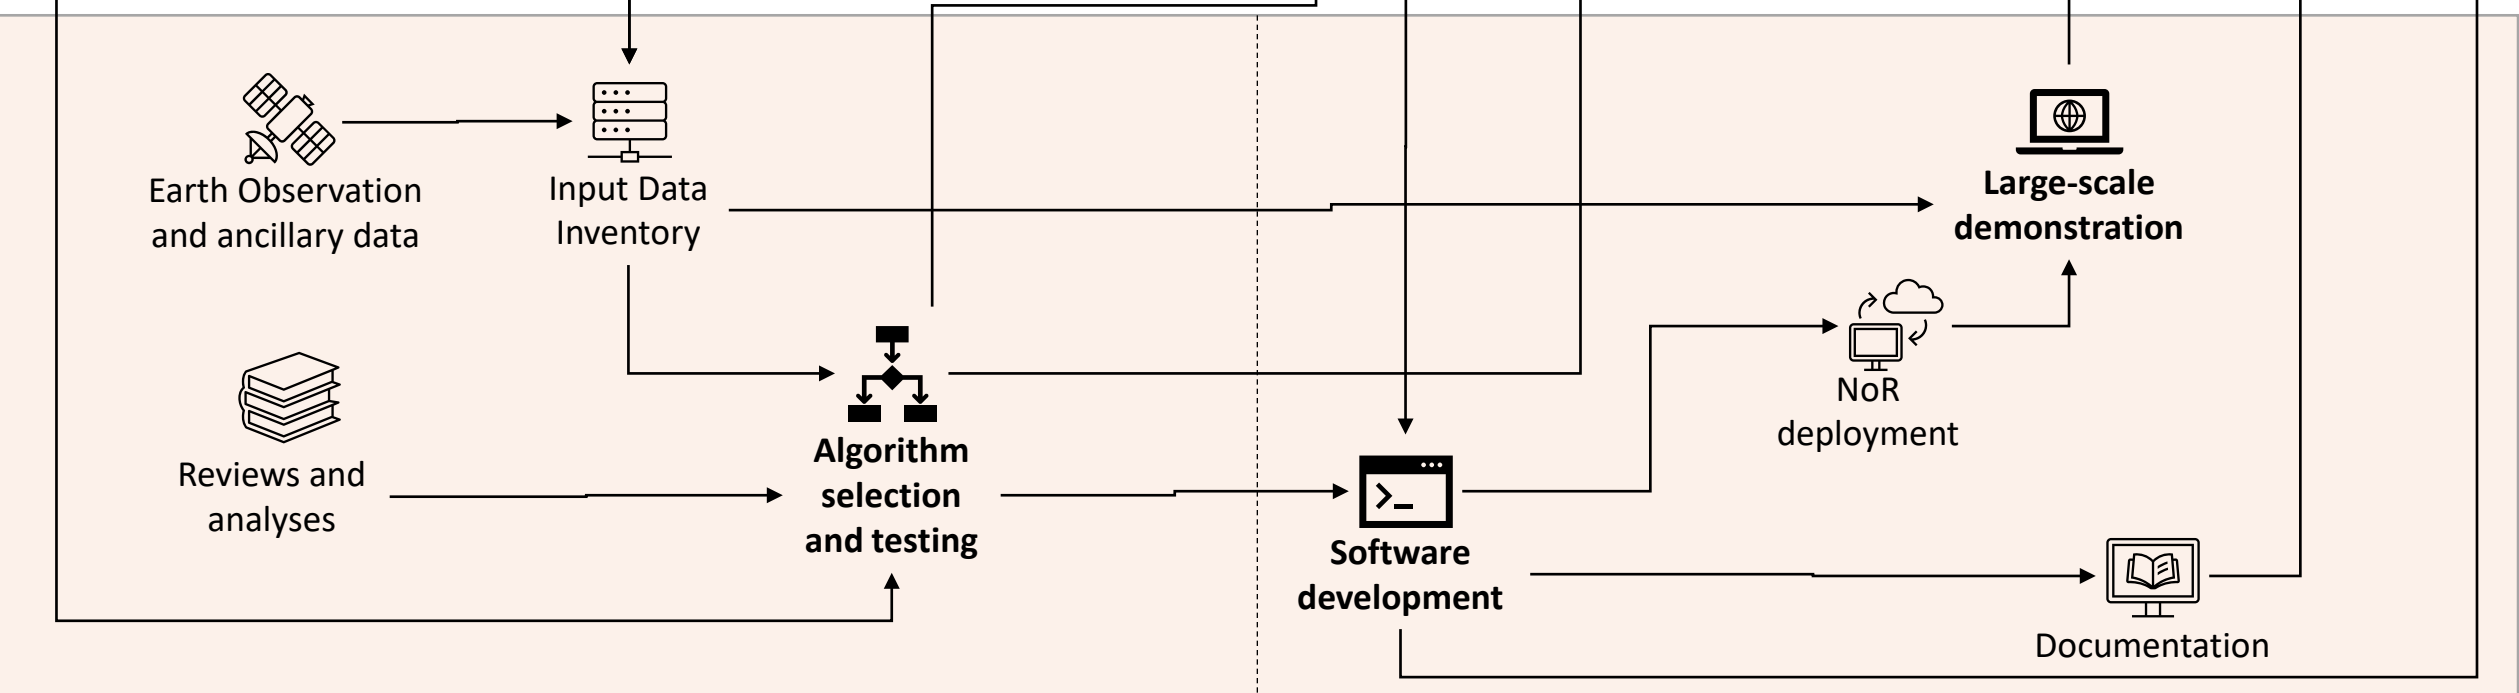 Earth Observation
and ancillary data
Input Data
Inventory
Large-scale
demonstration
NoR
deployment
Reviews and
analyses
Algorithm
selection
and testing
Software
development
Documentation